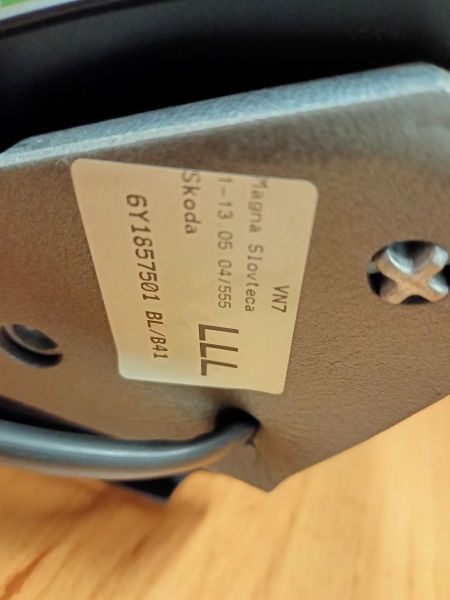 VN7
Magna Slovteca
1-13 05 04/555
Skoda
LLL
6Y1857501 BL/B41